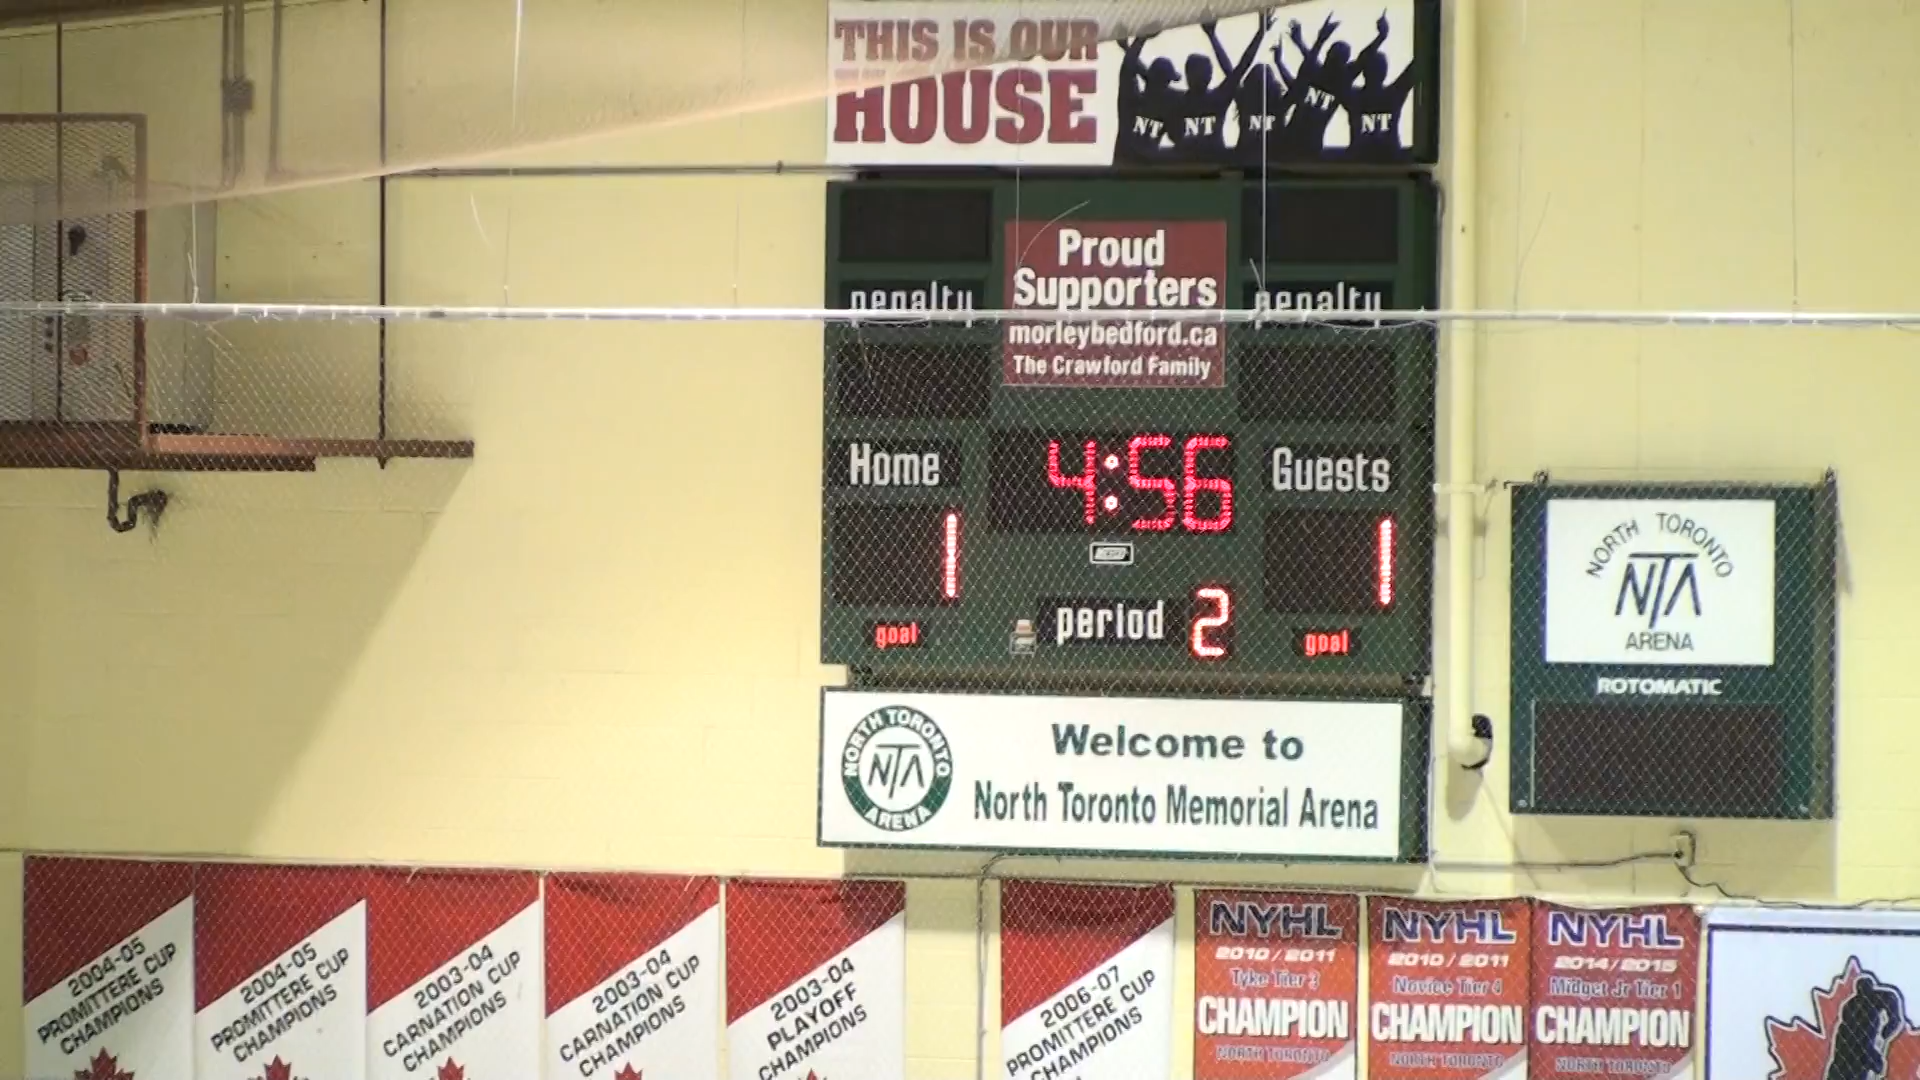 THIS IS OUR
HOUSE
NT NT NT NT NT
Proud
Supporters
morleybedford.ca
The Crawford Family
penalty
penalty
Home
4:56
Guests
1
1
goal
period 2
goal
NORTH TORONTO
NTA
ARENA
ROTOMATIC
NORTH TORONTO
NTA
ARENA
Welcome to
North Toronto Memorial Arena
2004-05
PROMITTERE CUP
CHAMPIONS
2004-05
PROMITTERE CUP
CHAMPIONS
2003-04
CARNATION CUP
CHAMPIONS
2003-04
CARNATION CUP
CHAMPIONS
2003-04
PLAYOFF
CHAMPIONS
2006-07
PROMITTERE CUP
CHAMPIONS
NYHL
2010/2011
Tyke Tier 3
CHAMPION
NORTH TORONTO
NYHL
2010/2011
Novice Tier 4
CHAMPION
NORTH TORONTO
NYHL
2014/2015
Midget Jr Tier 1
CHAMPION
NORTH TORONTO